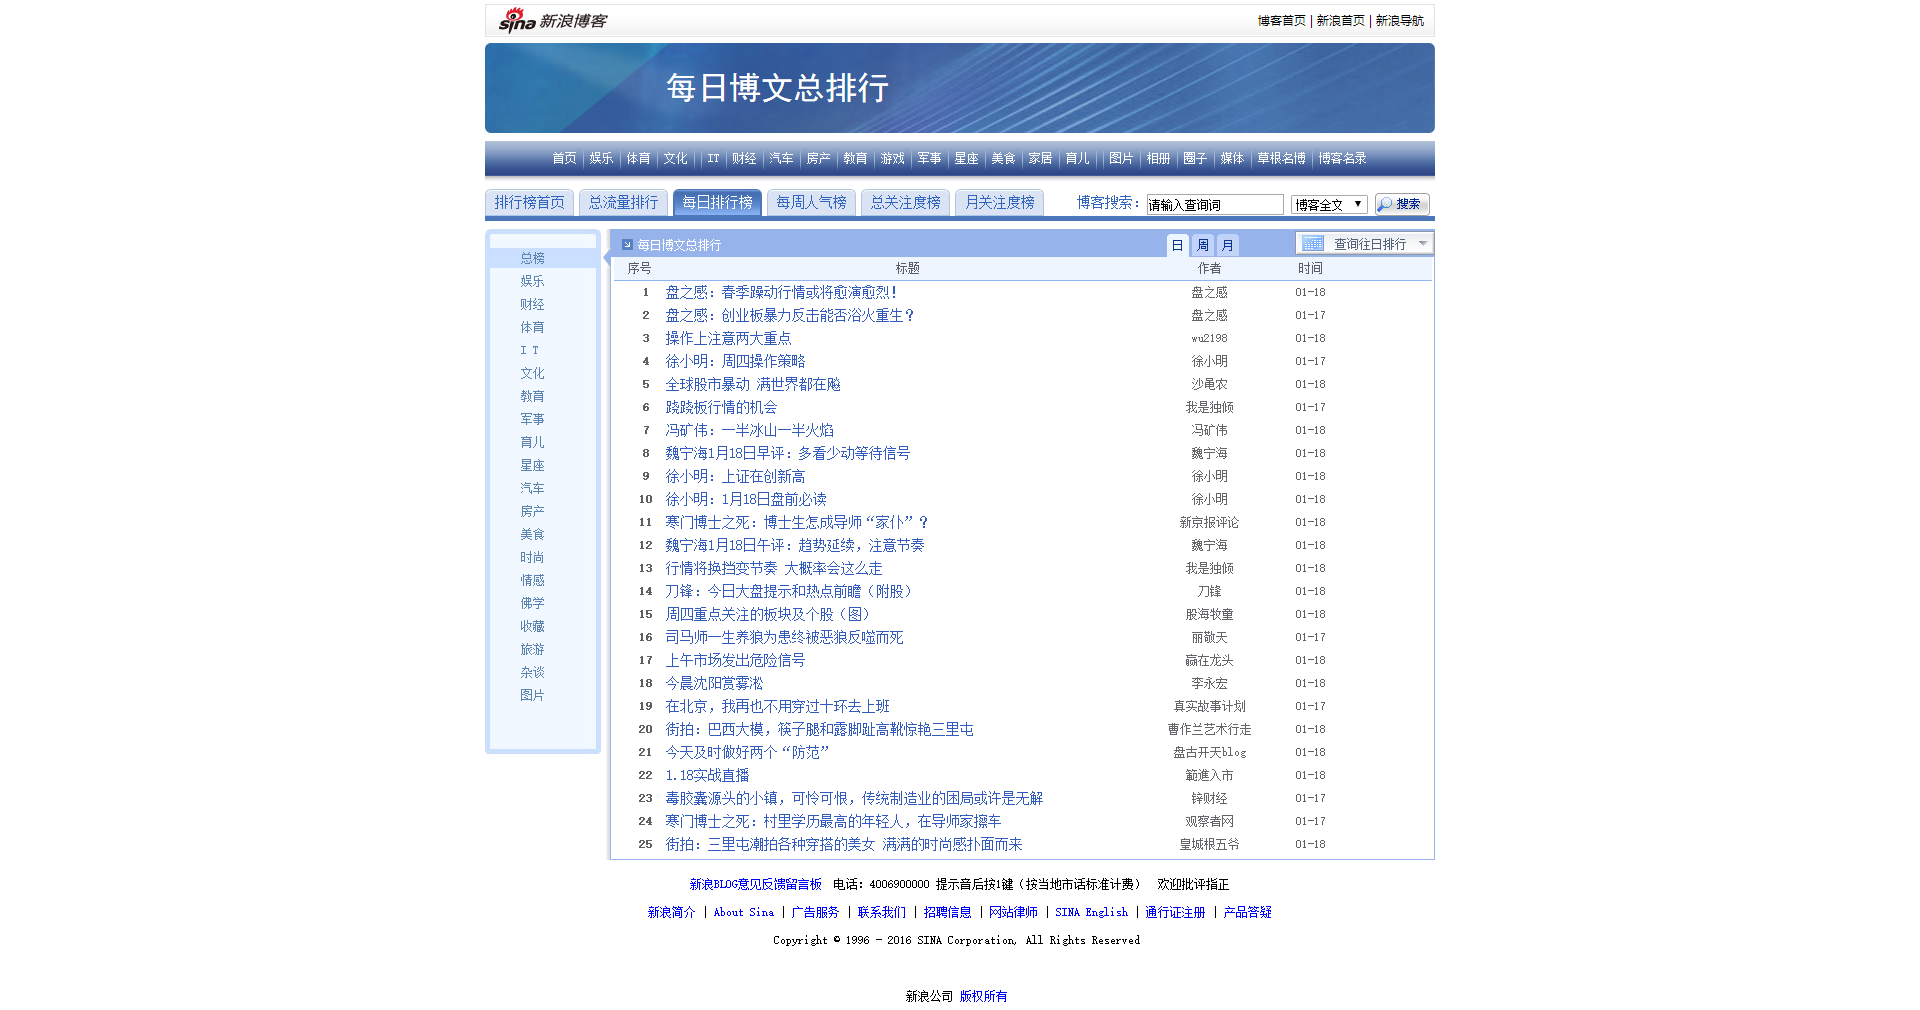 sina 新浪博客
博客首页 | 新浪首页 | 新浪导航
每日博文总排行
首页 娱乐 体育 文化 IT 财经 汽车 房产 教育 游戏 军事 星座 美食 家居 育儿 图片 相册 圈子 媒体 草根名博 博客名录
排行榜首页 总流量排行 每日排行榜 每周人气榜 总关注度榜 月关注度榜 博客搜索： 请输入查询词 博客全文 搜索
总榜
娱乐
财经
体育
I T
文化
教育
军事
育儿
星座
汽车
房产
美食
时尚
情感
佛学
收藏
旅游
杂谈
图片
每日博文总排行 日 周 月 查询往日排行
序号 标题 作者 时间
1 盘之感：春季躁动行情或将愈演愈烈！ 盘之感 01-18
2 盘之感：创业板暴力反击能否浴火重生？ 盘之感 01-17
3 操作上注意两大重点 wu2198 01-18
4 徐小明：周四操作策略 徐小明 01-17
5 全球股市暴动 满世界都在飚 沙黾农 01-18
6 跷跷板行情的机会 我是独倾 01-17
7 冯矿伟：一半冰山一半火焰 冯矿伟 01-18
8 魏宁海1月18日早评：多看少动等待信号 魏宁海 01-18
9 徐小明：上证在创新高 徐小明 01-18
10 徐小明：1月18日盘前必读 徐小明 01-18
11 寒门博士之死：博士生怎成导师“家仆”？ 新京报评论 01-18
12 魏宁海1月18日午评：趋势延续，注意节奏 魏宁海 01-18
13 行情将换挡变节奏 大概率会这么走 我是独倾 01-18
14 刀锋：今日大盘提示和热点前瞻（附股） 刀锋 01-18
15 周四重点关注的板块及个股（图） 股海牧童 01-18
16 司马师一生养狼为患终被恶狼反噬而死 丽敬天 01-17
17 上午市场发出危险信号 赢在龙头 01-18
18 今晨沈阳赏雾凇 李永宏 01-18
19 在北京，我再也不用穿过十环去上班 真实故事计划 01-17
20 街拍：巴西大模，筷子腿和露脚趾高靴惊艳三里屯 曹作兰艺术行走 01-18
21 今天及时做好两个“防范” 盘古开天blog 01-18
22 1.18实战直播 範進入市 01-18
23 毒胶囊源头的小镇，可怜可恨，传统制造业的困局或许是无解 锌财经 01-17
24 寒门博士之死：村里学历最高的年轻人，在导师家擦车 观察者网 01-17
25 街拍：三里屯潮拍各种穿搭的美女 满满的时尚感扑面而来 皇城根五爷 01-18
新浪BLOG意见反馈留言板 电话：4006900000 提示音后按1键（按当地市话标准计费） 欢迎批评指正
新浪简介 | About Sina | 广告服务 | 联系我们 | 招聘信息 | 网站律师 | SINA English | 通行证注册 | 产品答疑
Copyright © 1996 - 2016 SINA Corporation, All Rights Reserved
新浪公司 版权所有